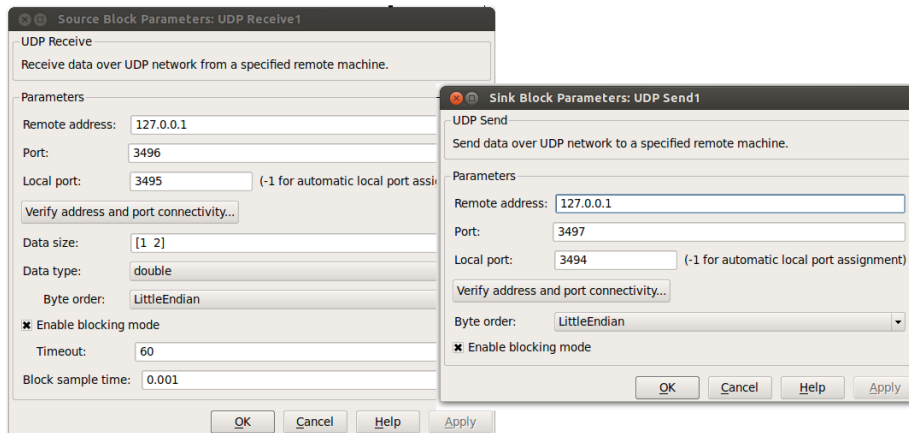 Source Block Parameters: UDP Receive1
UDP Receive
Receive data over UDP network from a specified remote machine.
Parameters
Remote address: 127.0.0.1
Port: 3496
Local port: 3495 (-1 for automatic local port assi
Verify address and port connectivity...
Data size: [1 2]
Data type: double
Byte order: LittleEndian
Enable blocking mode
Timeout: 60
Block sample time: 0.001
OK Cancel Help Apply
Sink Block Parameters: UDP Send1
UDP Send
Send data over UDP network to a specified remote machine.
Parameters
Remote address: 127.0.0.1
Port: 3497
Local port: 3494 (-1 for automatic local port assignment)
Verify address and port connectivity...
Byte order: LittleEndian
Enable blocking mode
OK Cancel Help Apply